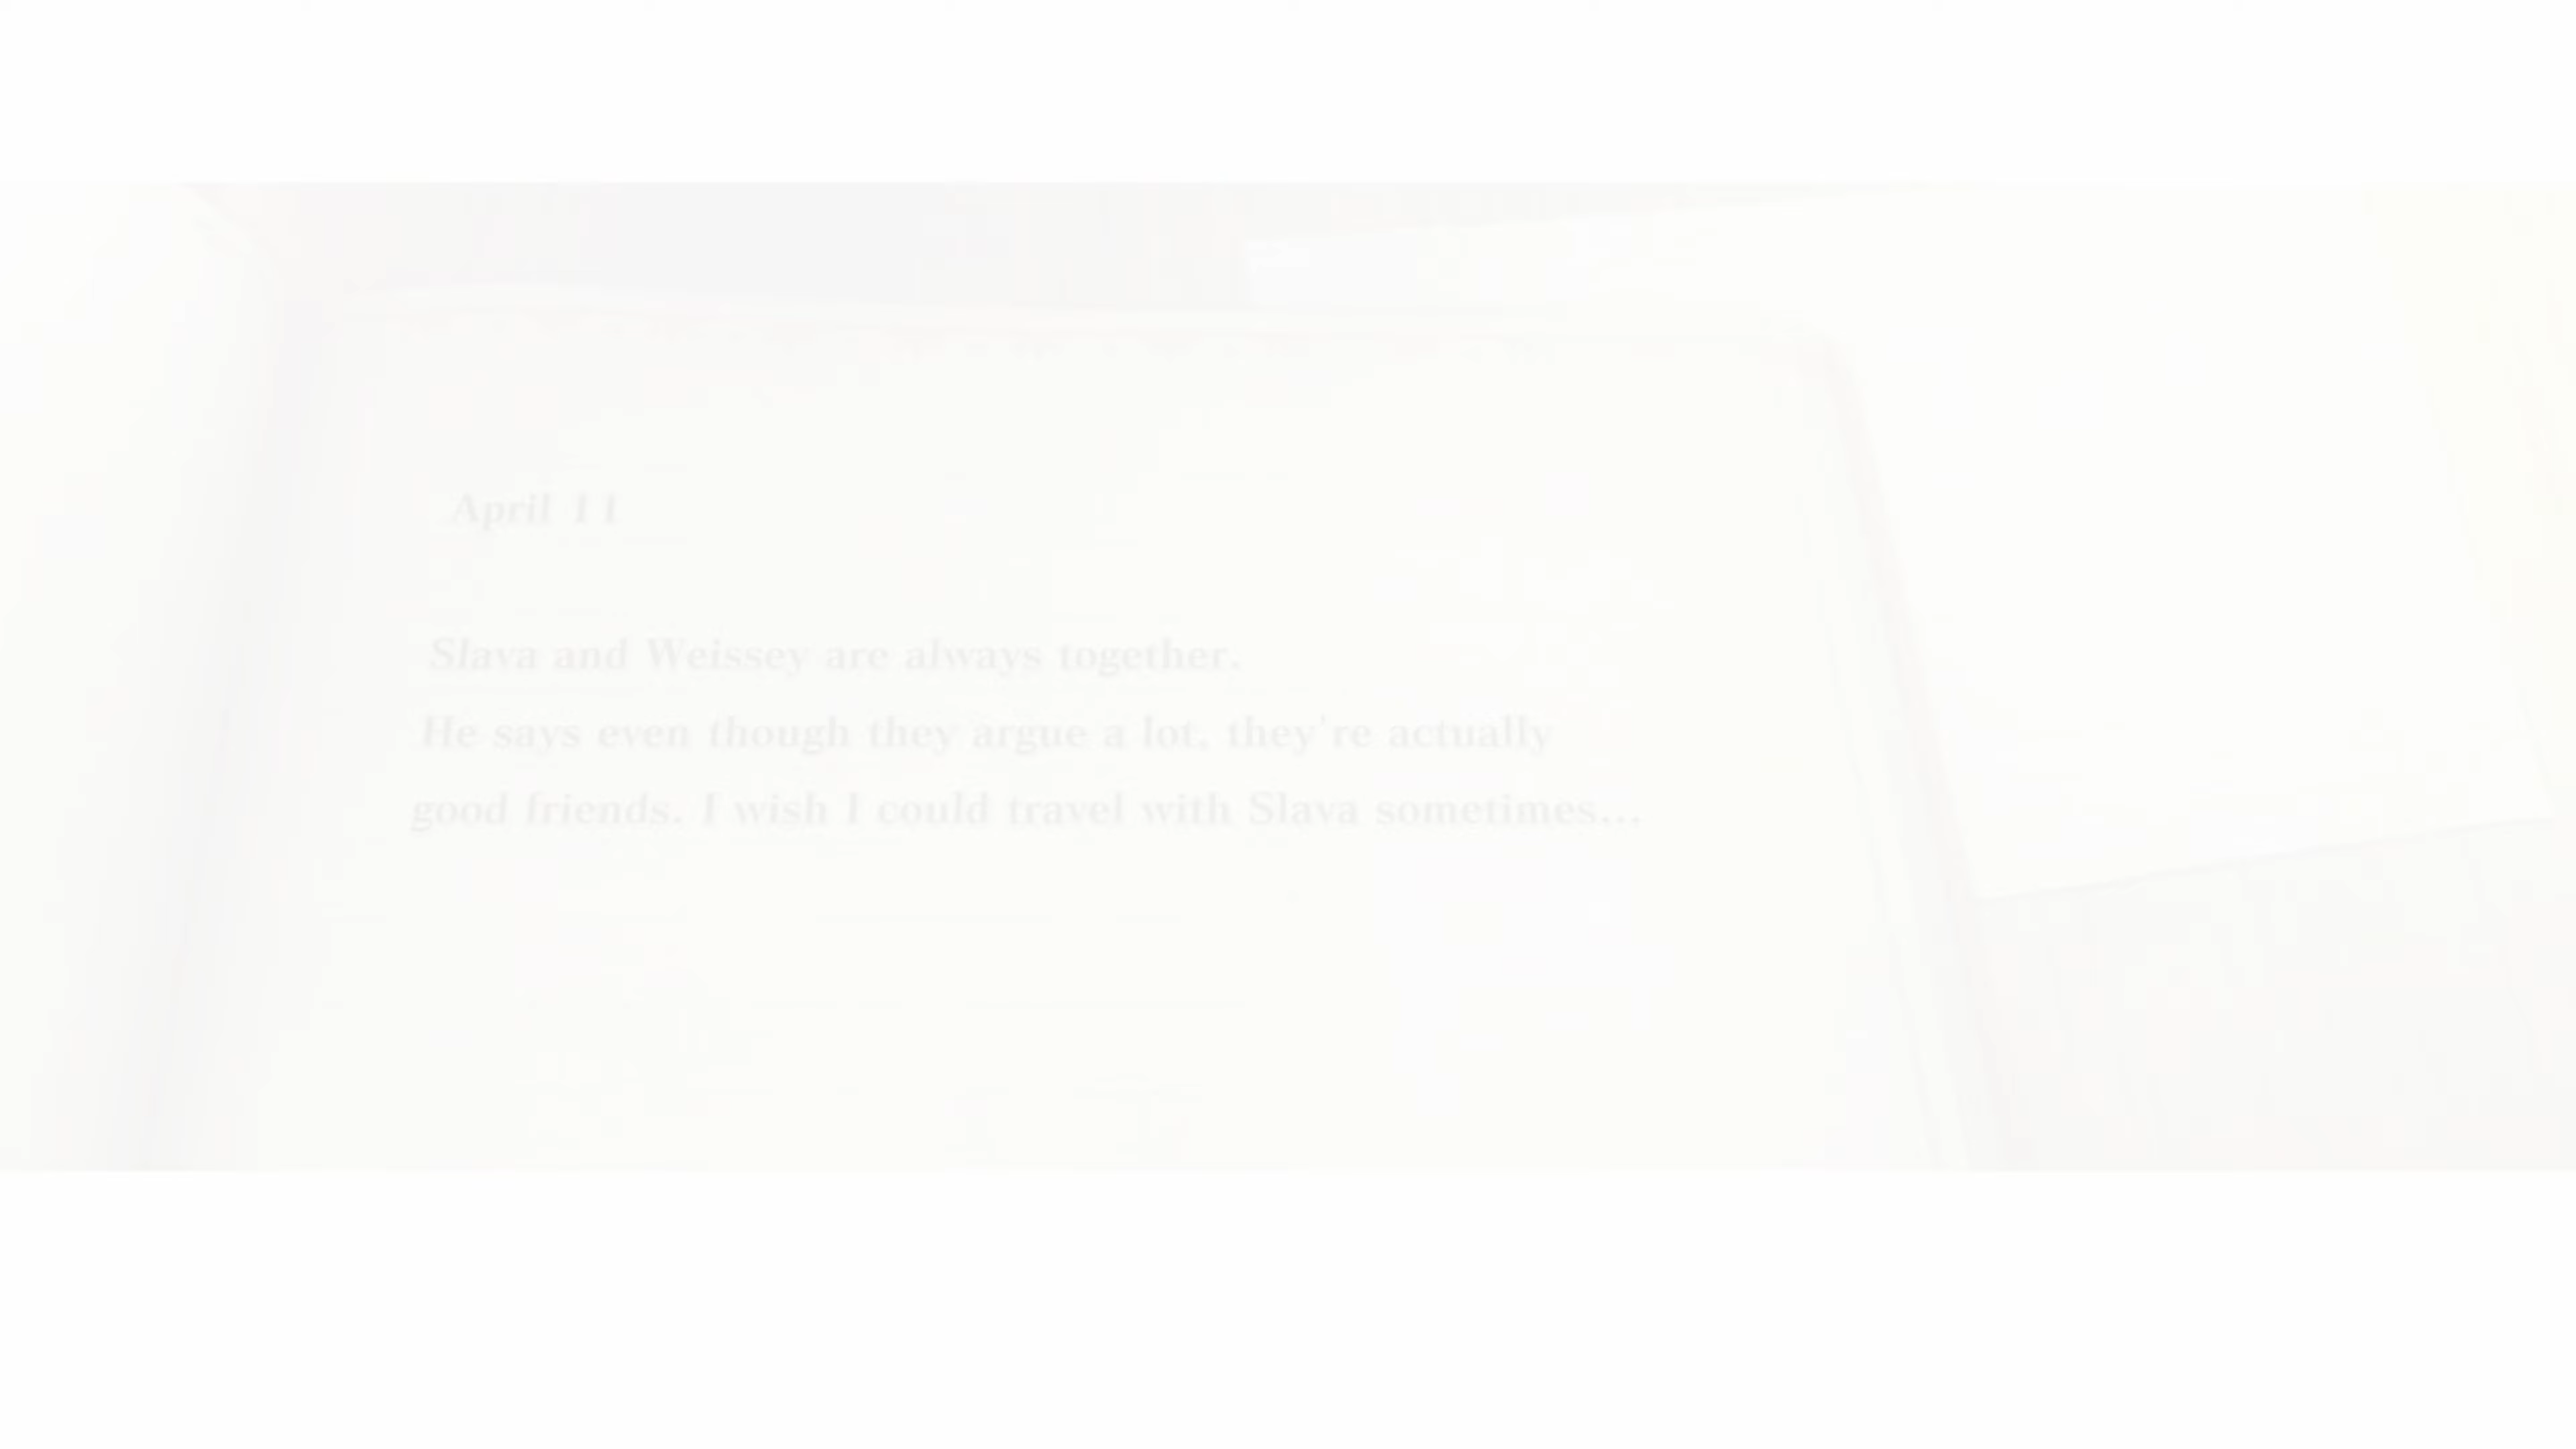 April 11
Slava and Weissey are always together.
He says even though they argue a lot, they're actually
good friends. I wish I could travel with Slava sometimes...